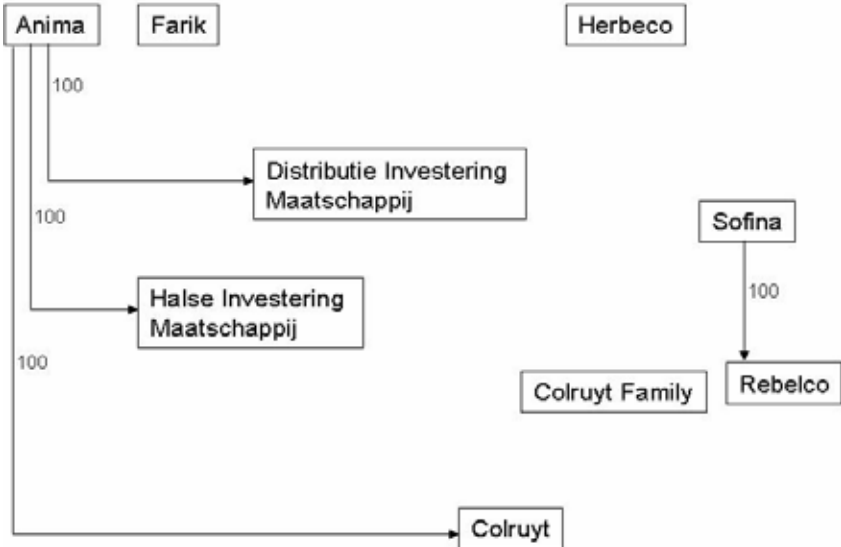 Anima
Farik
Herbeco
100
Distributie Investering
Maatschappij
100
Sofina
Halse Investering
Maatschappij
100
100
Colruyt Family
Rebelco
Colruyt